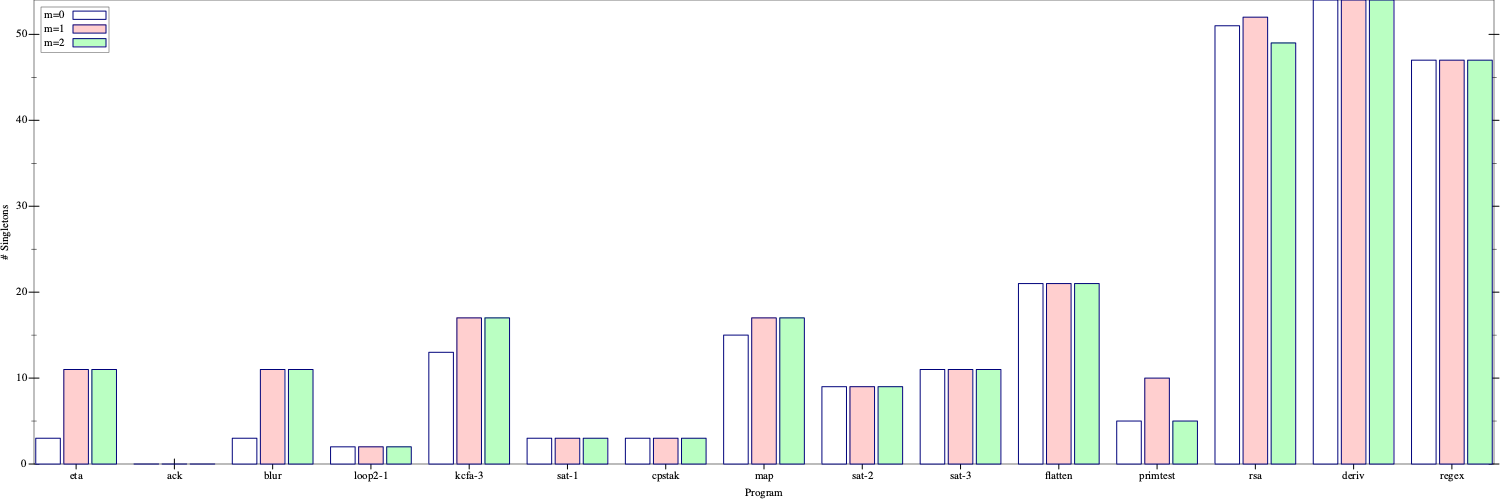 m=0
m=1
m=2
50
40
30
20
10
0
# Singletons
eta ack blur loop2-1 kcfa-3 sat-1 cpstak map sat-2 sat-3 flatten primtest rsa deriv regex
Program